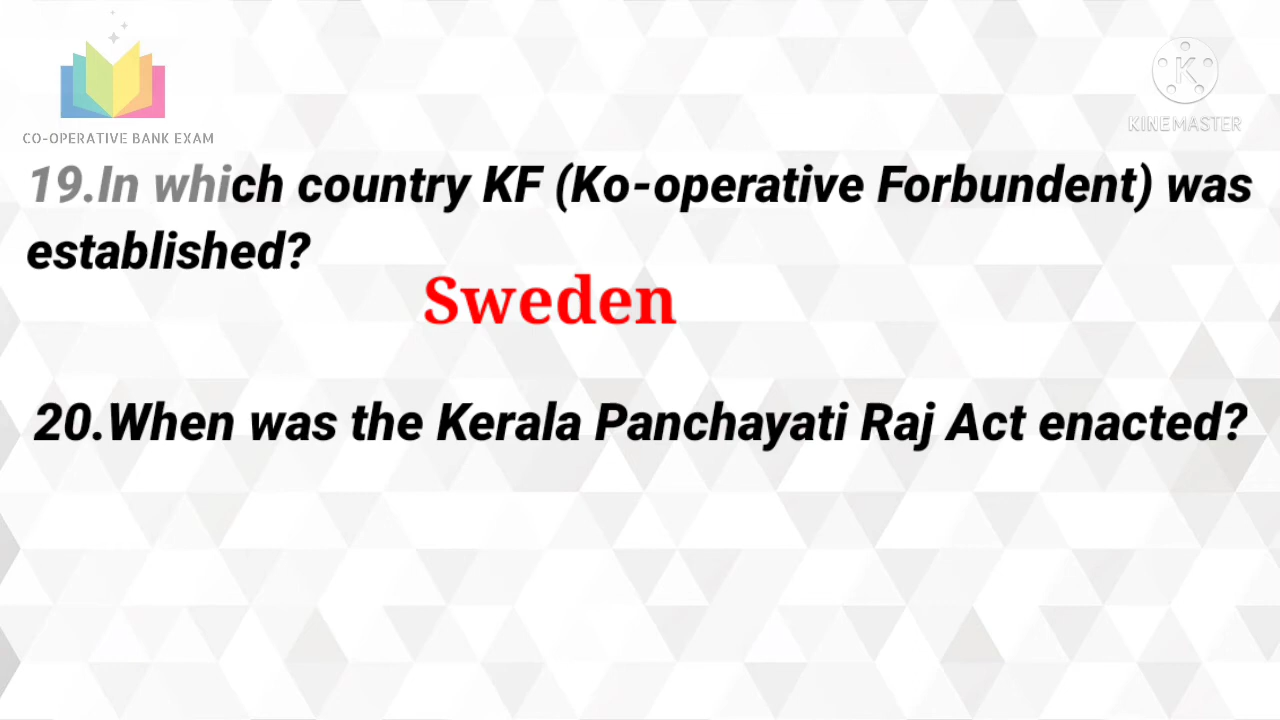 CO-OPERATIVE BANK EXAM
KINEMASTER
19.In which country KF (Ko-operative Forbundent) was
established?
Sweden
20.When was the Kerala Panchayati Raj Act enacted?